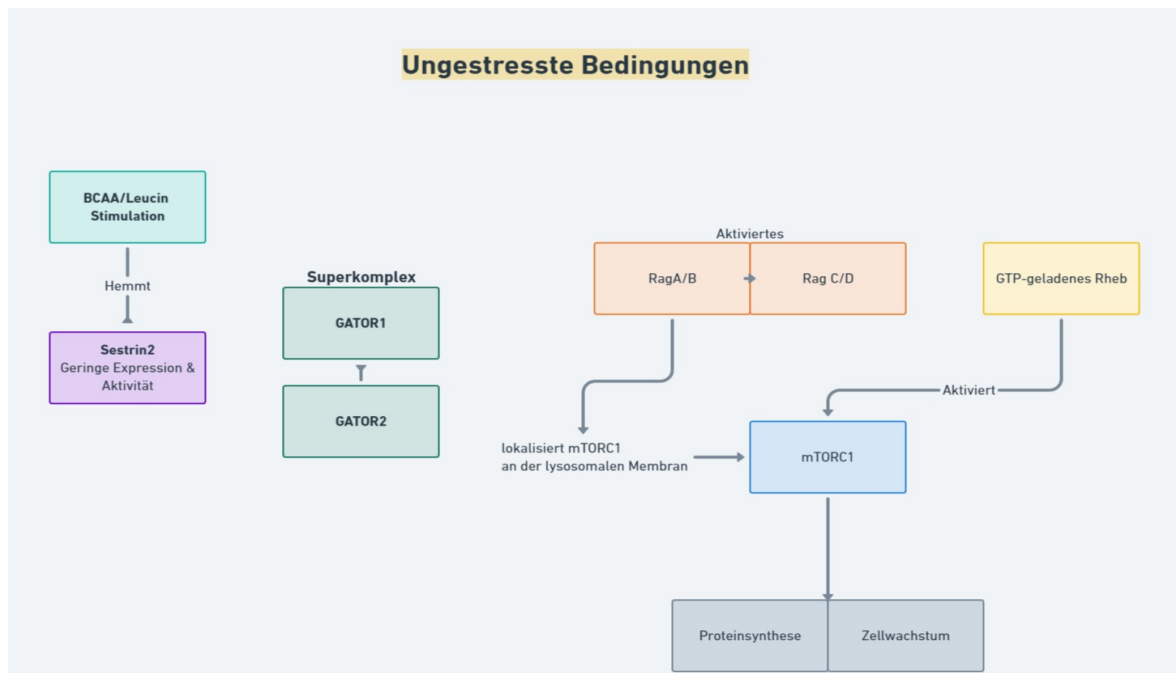 Ungestresste Bedingungen
BCAA/Leucin
Stimulation
Hemmt
Sestrin2
Geringe Expression &
Aktivität
Superkomplex
GATOR1
GATOR2
Aktiviertes
RagA/B
Rag C/D
GTP-geladenes Rheb
Aktiviert
lokalisiert mTORC1
an der lysosomalen Membran
mTORC1
Proteinsynthese
Zellwachstum